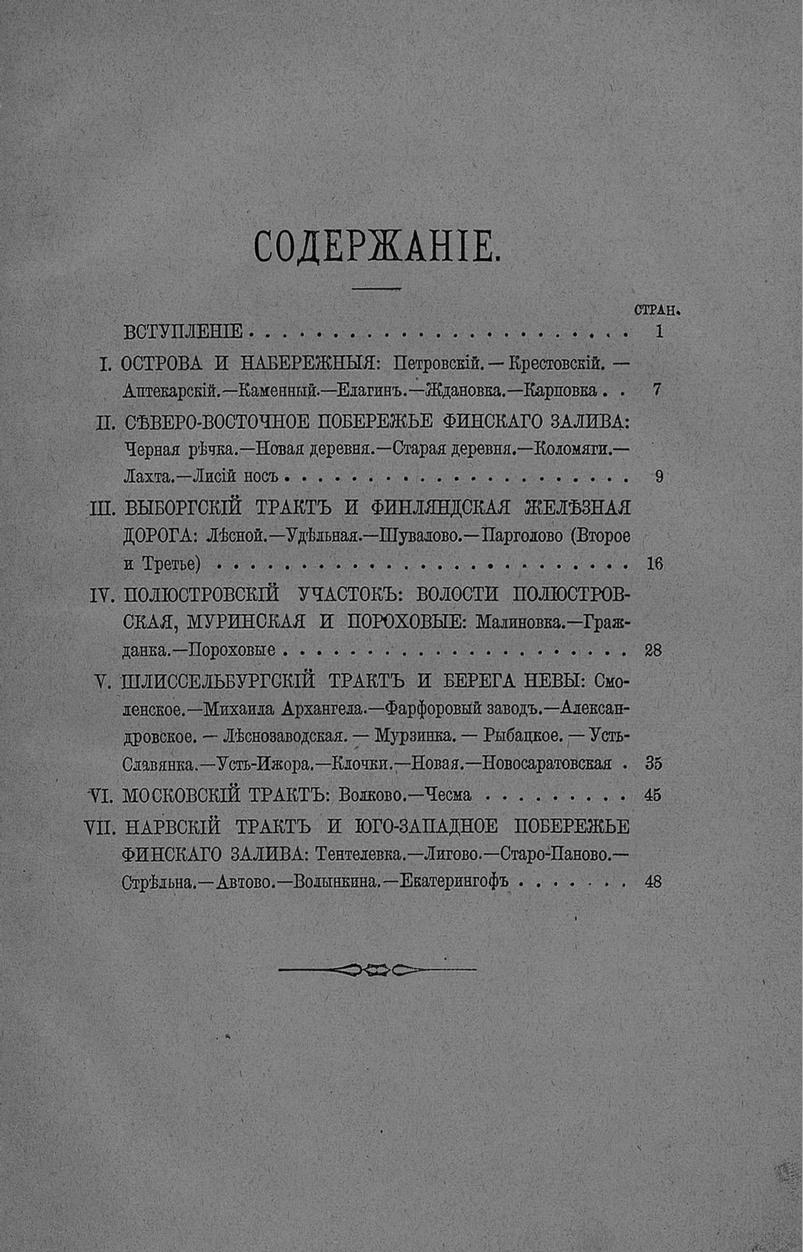 СОДЕРЖАНІЕ.
СТРАН.
ВСТУПЛЕНІЕ . . . . . . . . . . . . . . . . . . . . . . . 1
I. ОСТРОВА И НАБЕРЕЖНЫЯ: Петровскій.—Крестовскій. —
Аптекарскій.—Каменный.—Елагинъ.—Ждановка.—Карповка . . 7
II. СѢВЕРО-ВОСТОЧНОЕ ПОБЕРЕЖЬЕ ФИНСКАГО ЗАЛИВА:
Черная рѣчка.—Новая деревня.—Старая деревня.—Коломяги.—
Лахта.—Лисій носъ . . . . . . . . . . . . . . . . . . . . 9
III. ВЫБОРГСКІЙ ТРАКТЪ И ФИНЛЯНДСКАЯ ЖЕЛѢЗНАЯ
ДОРОГА: Лѣсной.—Удѣльная.—Шувалово.—Парголово (Второе
и Третье) . . . . . . . . . . . . . . . . . . . . . . . . 16
IV. ПОЛЮСТРОВСКІЙ УЧАСТОКЪ: ВОЛОСТИ ПОЛЮСТРОВ-
СКАЯ, МУРИНСКАЯ И ПОРОХОВЫЕ: Малиновка.—Граж-
данка.—Пороховые . . . . . . . . . . . . . . . . . . . . 28
V. ШЛИССЕЛЬБУРГСКІЙ ТРАКТЪ И БЕРЕГА НЕВЫ: Смо-
ленское.—Михаила Архангела.—Фарфоровый заводъ.—Алексан-
дровское. — Лѣснозаводская. — Мурзинка. — Рыбацкое. — Усть-
Славянка.—Усть-Ижора.—Клочки.—Новая.—Новосаратовская . 35
VI. МОСКОВСКІЙ ТРАКТЪ: Волково.—Чесма . . . . . . . . . 45
VII. НАРВСКІЙ ТРАКТЪ И ЮГО-ЗАПАДНОЕ ПОБЕРЕЖЬЕ
ФИНСКАГО ЗАЛИВА: Тентелевка.—Лигово.—Старо-Паново.—
Стрѣльна.—Автово.—Волынкина.—Екатерингофъ . . . . . . . 48